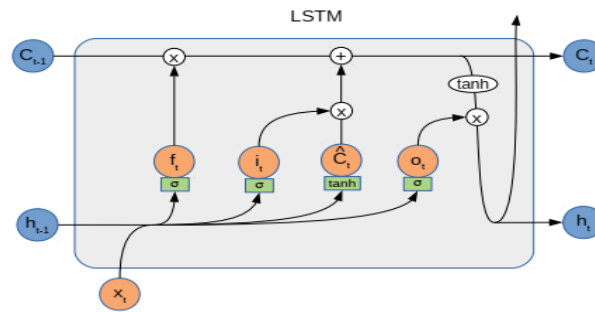 LSTM
C t-1
x
+
C t
tanh
x
x
f t
i t
Ĉ t
o t
σ
σ
tanh
σ
h t-1
h t
x t